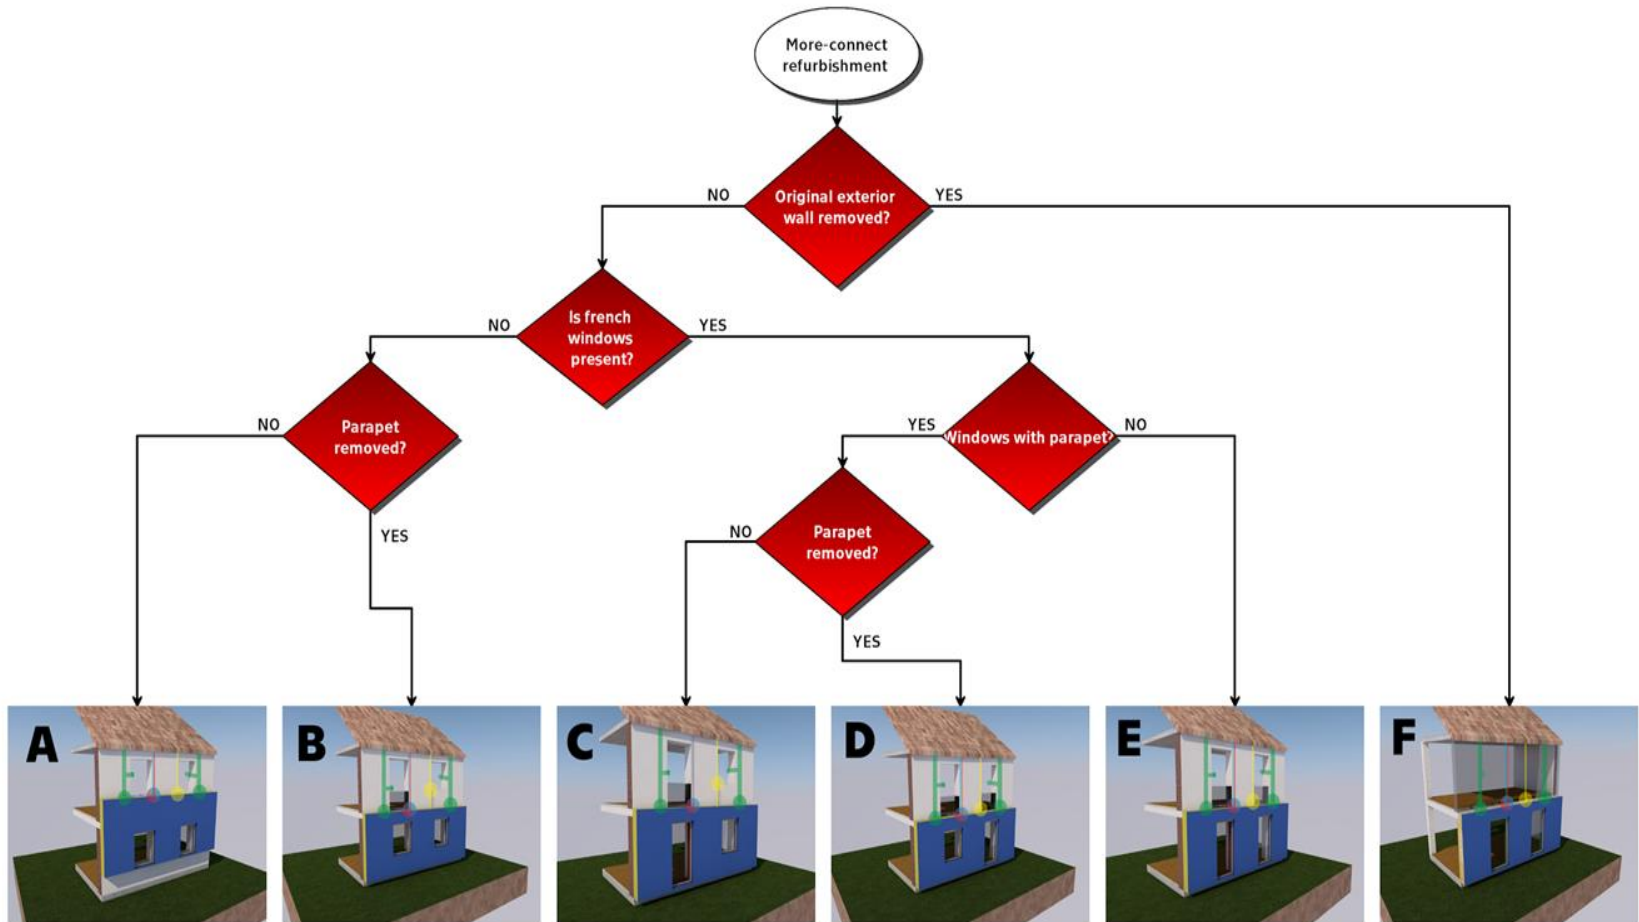 More-connect
refurbishment
Original exterior
wall removed?
NO
YES
Is french
windows
present?
NO
YES
Parapet
removed?
NO
YES
Windows with parapet?
YES
NO
Parapet
removed?
NO
YES
A
B
C
D
E
F